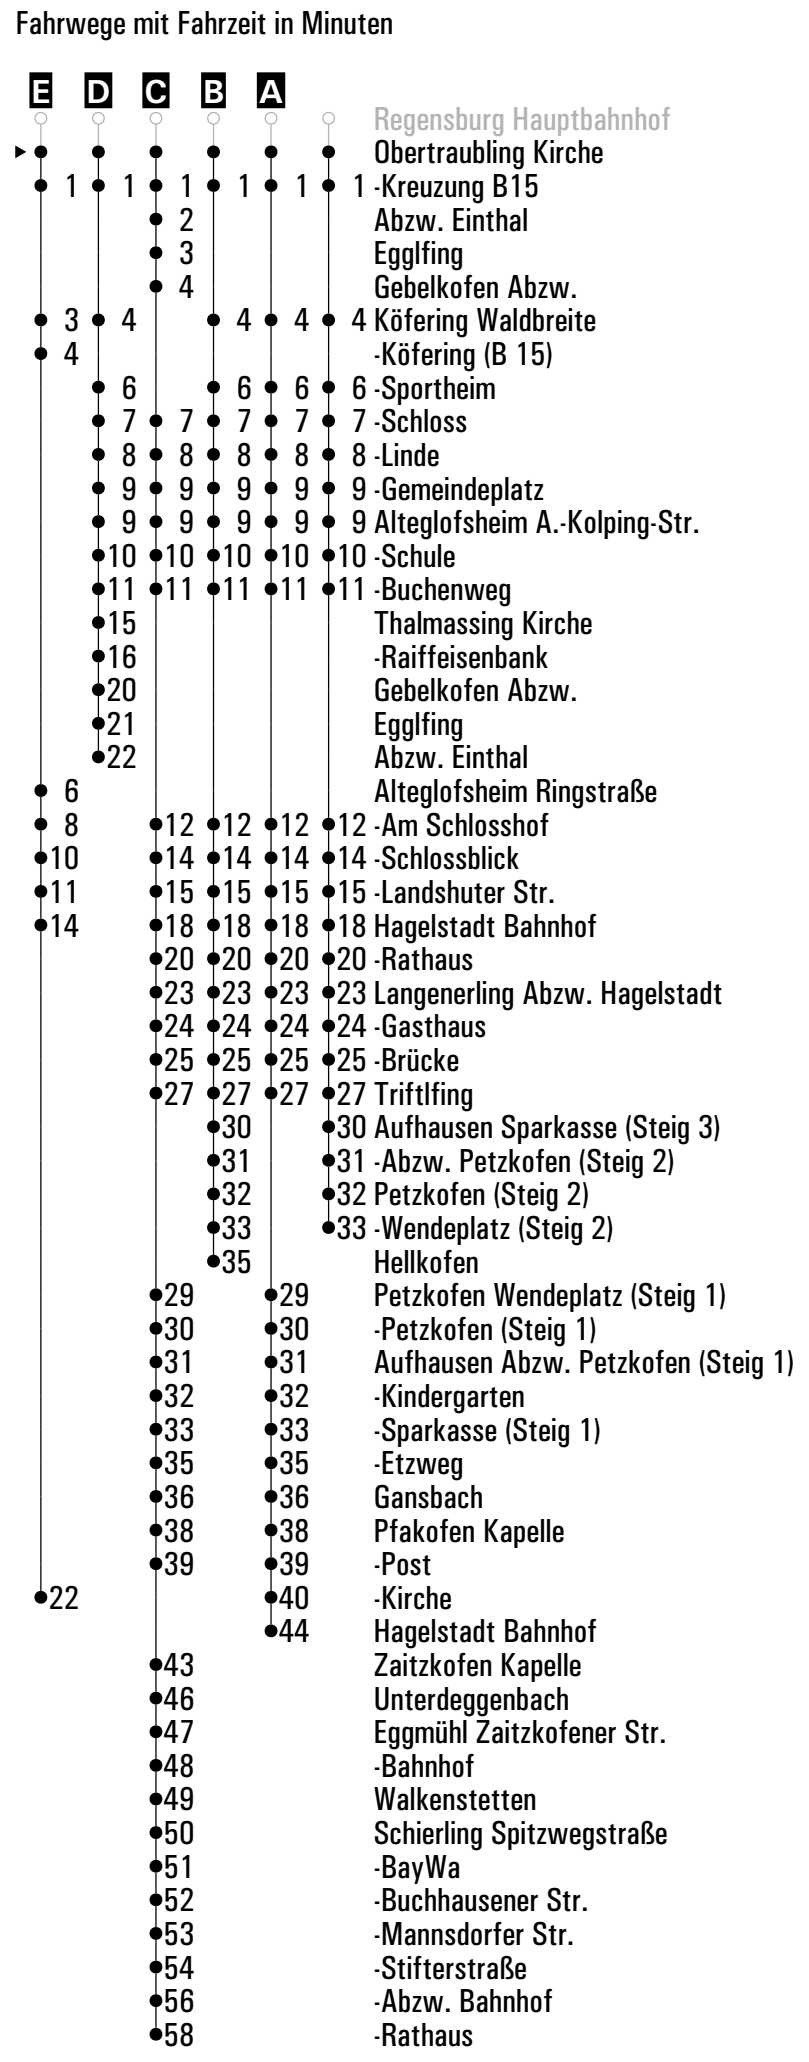 Fahrwege mit Fahrzeit in Minuten
E D C B A
Regensburg Hauptbahnhof
Obertraubling Kirche
1 1 1 1 1 1 -Kreuzung B15
2 Abzw. Einthal
3 Egglfing
4 Gebelkofen Abzw.
3 4 4 4 4 Köfering Waldbreite
4 -Köfering (B 15)
6 6 6 6 -Sportheim
7 7 7 7 7 -Schloss
8 8 8 8 8 -Linde
9 9 9 9 9 -Gemeindeplatz
9 9 9 9 9 Alteglofsheim A.-Kolping-Str.
10 10 10 10 10 -Schule
11 11 11 11 11 -Buchenweg
15 Thalmassing Kirche
16 -Raiffeisenbank
20 Gebelkofen Abzw.
21 Egglfing
22 Abzw. Einthal
6 Alteglofsheim Ringstraße
8 12 12 12 12 -Am Schlosshof
10 14 14 14 14 -Schlossblick
11 15 15 15 15 -Landshuter Str.
14 18 18 18 18 Hagelstadt Bahnhof
20 20 20 20 -Rathaus
23 23 23 23 Langenerling Abzw. Hagelstadt
24 24 24 24 -Gasthaus
25 25 25 25 -Brücke
27 27 27 27 Triftlfing
30 30 Aufhausen Sparkasse (Steig 3)
31 31 -Abzw. Petzkofen (Steig 2)
32 32 Petzkofen (Steig 2)
33 33 -Wendeplatz (Steig 2)
35 Hellkofen
29 29 Petzkofen Wendeplatz (Steig 1)
30 30 -Petzkofen (Steig 1)
31 31 Aufhausen Abzw. Petzkofen (Steig 1)
32 32 -Kindergarten
33 33 -Sparkasse (Steig 1)
35 35 -Etzweg
36 36 Gansbach
38 38 Pfakofen Kapelle
39 39 -Post
22 40 -Kirche
44 Hagelstadt Bahnhof
43 Zaitzkofen Kapelle
46 Unterdeggenbach
47 Eggmühl Zaitzkofener Str.
48 -Bahnhof
49 Walkenstetten
50 Schierling Spitzwegstraße
51 -BayWa
52 -Buchhausener Str.
53 -Mannsdorfer Str.
54 -Stifterstraße
56 -Abzw. Bahnhof
58 -Rathaus